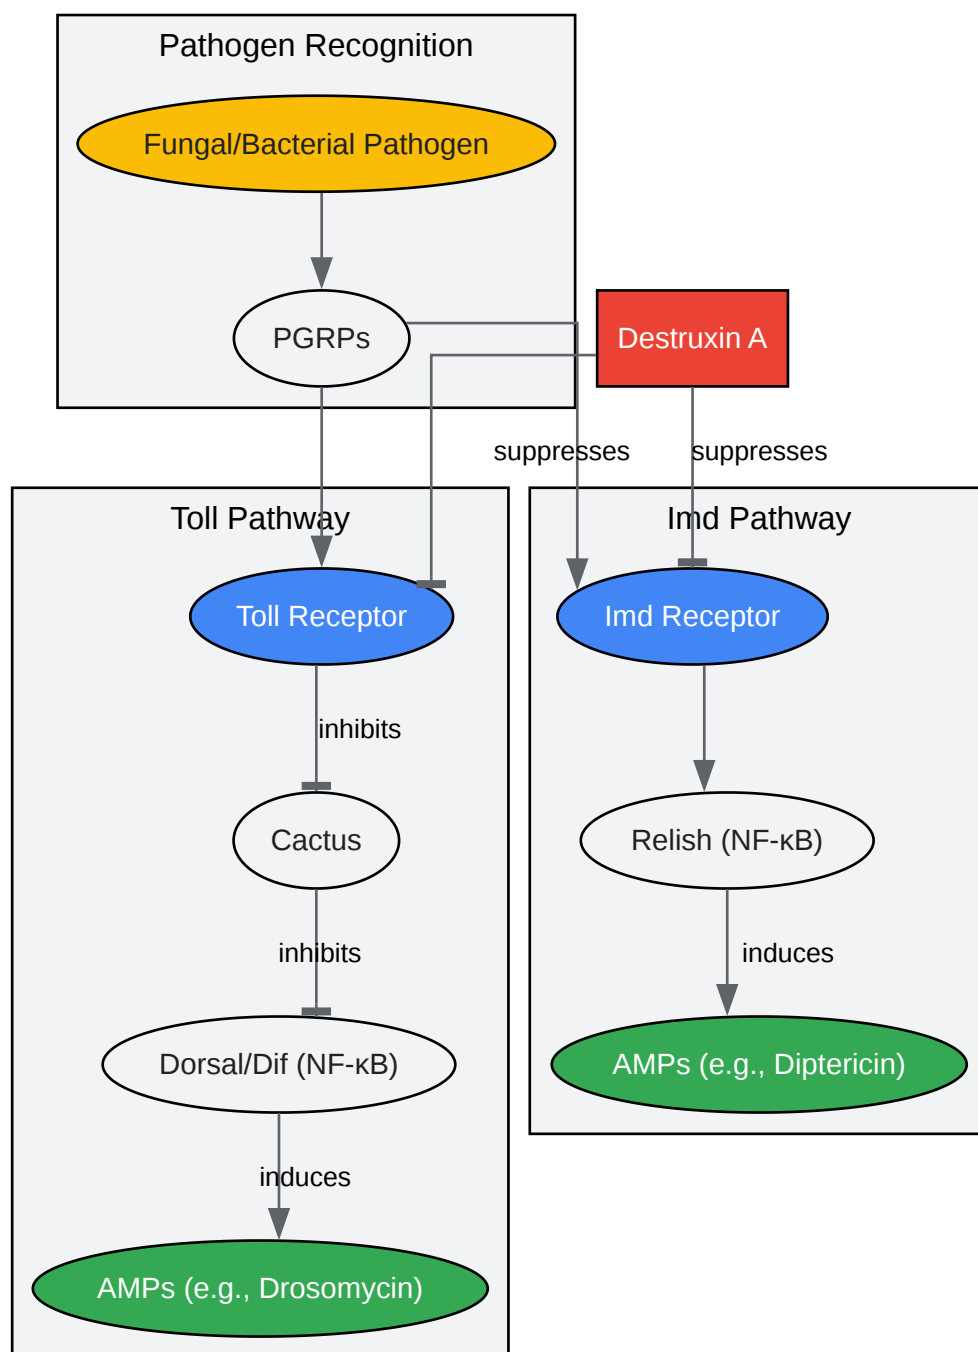 Pathogen Recognition
Fungal/Bacterial Pathogen
PGRPs
Destruxin A
suppresses
suppresses
Toll Pathway
Imd Pathway
Toll Receptor
Imd Receptor
inhibits
Cactus
Relish (NF-κB)
inhibits
induces
Dorsal/Dif (NF-κB)
AMPs (e.g., Diptericin)
induces
AMPs (e.g., Drosomycin)